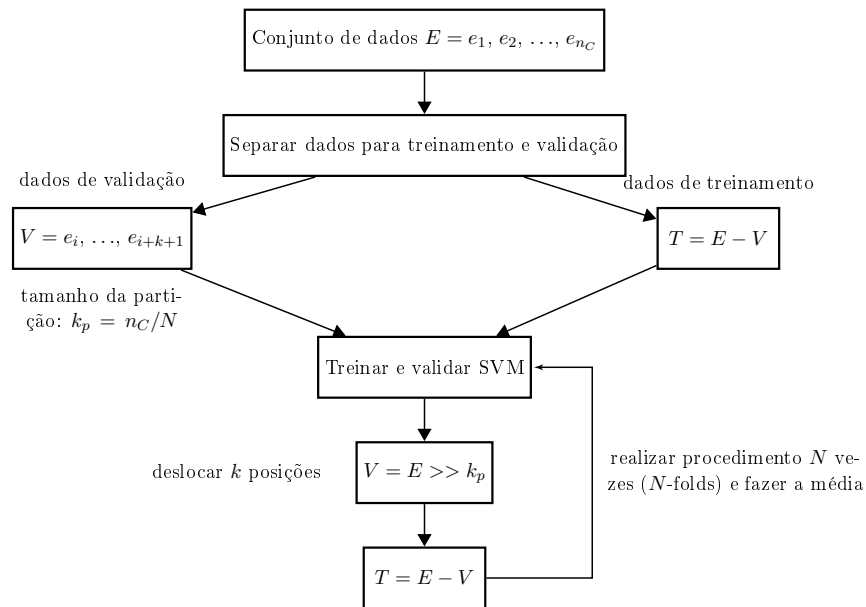 Conjunto de dados E = e₁, e₂, …, e_{n_C}
Separar dados para treinamento e validação
dados de validação
dados de treinamento
V = e_i, …, e_{i+k+1}
T = E − V
tamanho da parti-
ção: k_p = n_C/N
Treinar e validar SVM
deslocar k posições
V = E >> k_p
realizar procedimento N ve-
zes (N-folds) e fazer a média
T = E − V